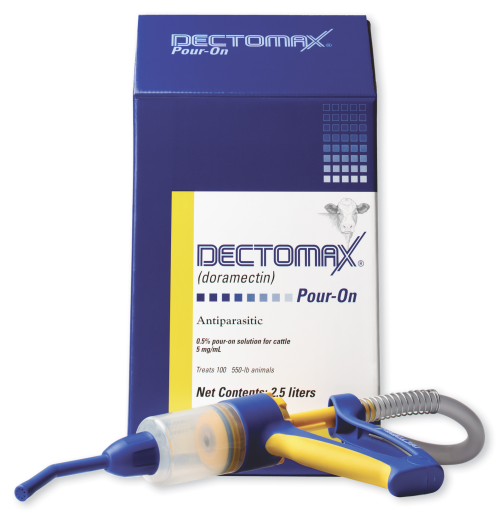 DECTOMAX®
Pour-On
DECTOMAX®
(doramectin)
Pour-On
Antiparasitic
0.5% pour-on solution for cattle
5 mg/mL
Treats 100 550-lb animals
Net Contents: 2.5 liters